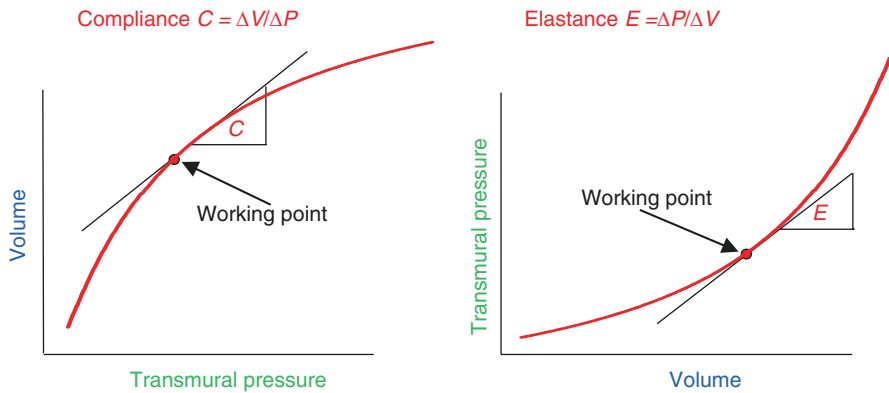 Compliance C = ΔV/ΔP
C
Working point
Volume
Transmural pressure
Elastance E =ΔP/ΔV
Working point
E
Transmural pressure
Volume